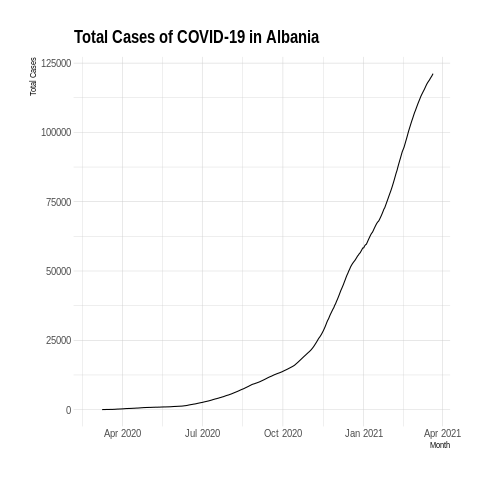 Total Cases of COVID-19 in Albania
Total Cases
125000
100000
75000
50000
25000
0
Apr 2020 Jul 2020 Oct 2020 Jan 2021 Apr 2021
Month